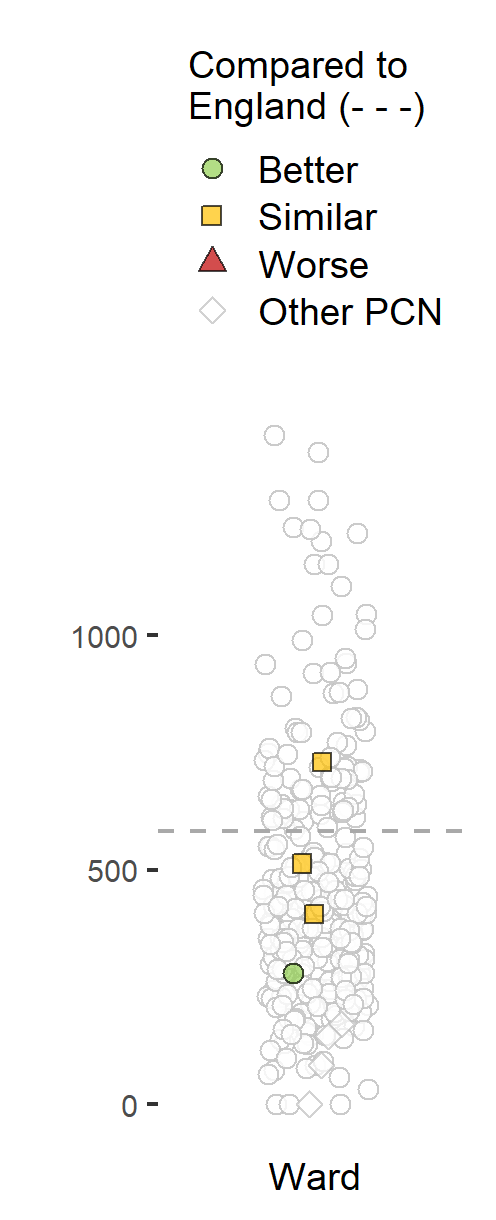 Compared to
England (- - -)
Better
Similar
Worse
Other PCN
1000
500
0
Ward